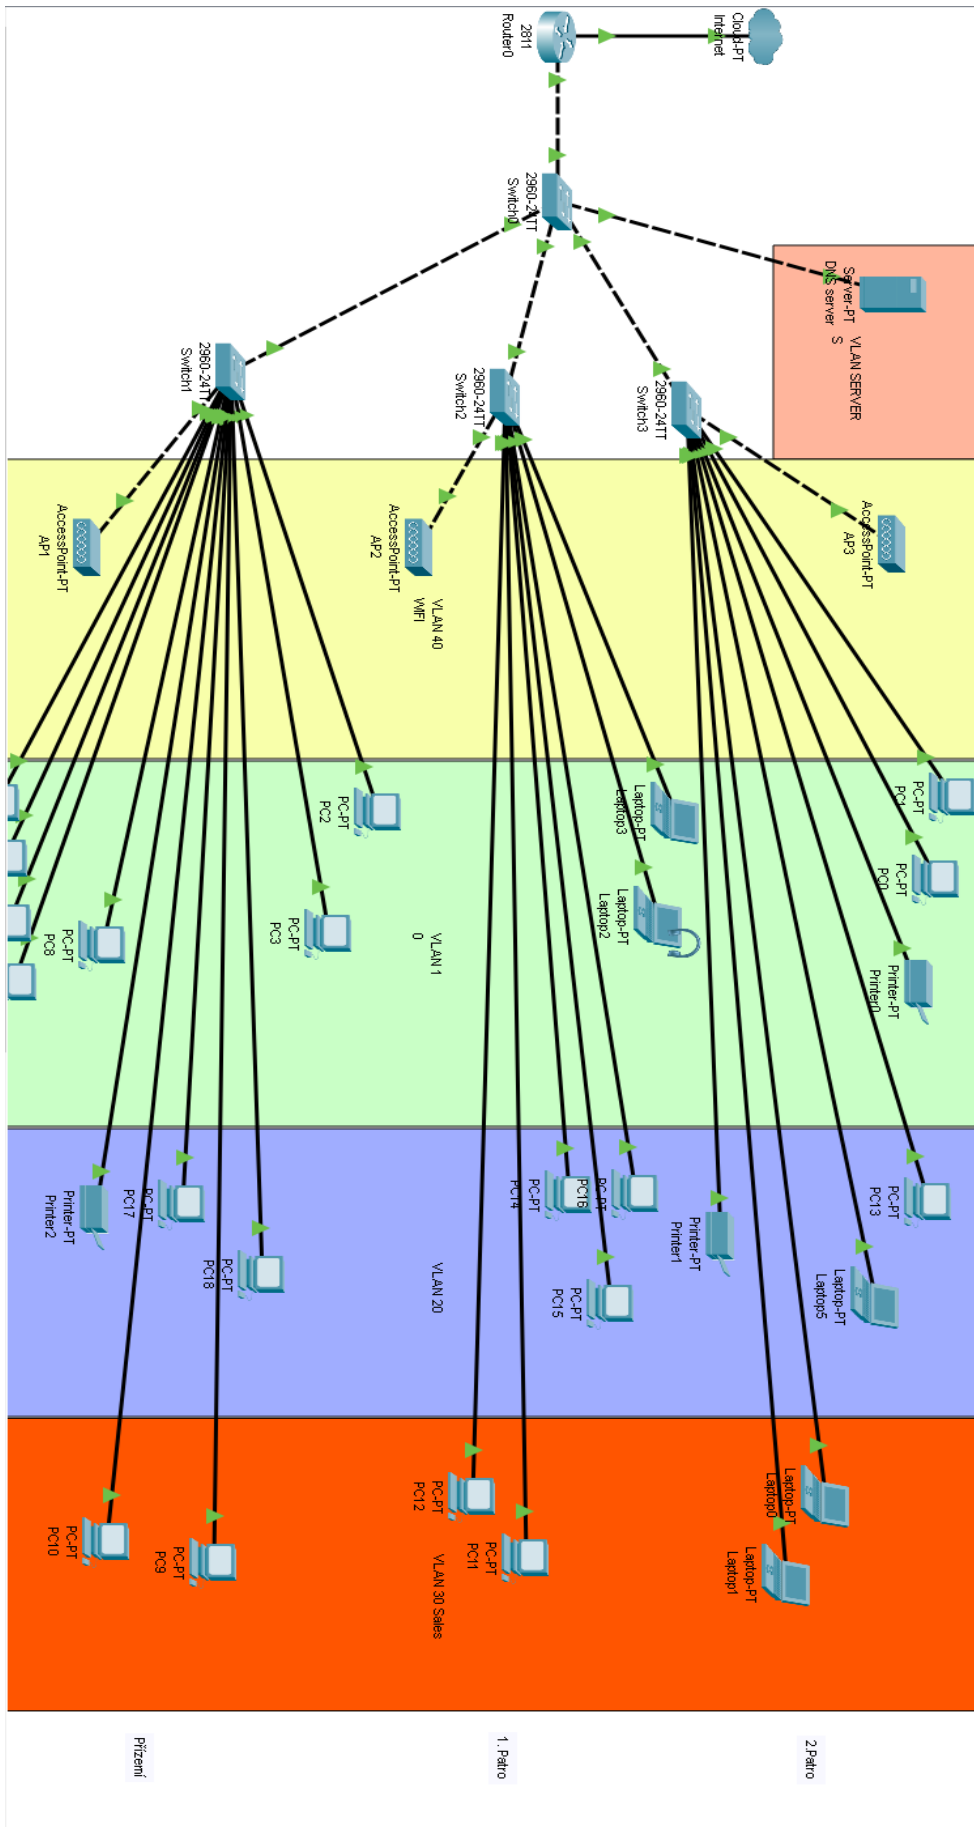 Cloud-PT
Internet
2811
Router0
2960-24TT
Switch0
Server-PT
DNS server
VLAN SERVER
S
2960-24TT
Switch1
2960-24TT
Switch2
2960-24TT
Switch3
AccessPoint-PT
AP1
AccessPoint-PT
AP2
AccessPoint-PT
AP3
VLAN 40
WIFI
PC-PT
PC2
Laptop-PT
Laptop3
PC-PT
PC1
PC-PT
PC0
PC-PT
PC8
PC-PT
PC3
Laptop-PT
Laptop2
Printer-PT
Printer0
VLAN 1
0
Printer-PT
Printer2
PC-PT
PC17
PC-PT
PC18
PC-PT
PC14
PC-PT
PC16
PC-PT
PC15
Printer-PT
Printer1
PC-PT
PC13
Laptop-PT
Laptop5
VLAN 20
PC-PT
PC10
PC-PT
PC9
PC-PT
PC12
PC-PT
PC11
Laptop-PT
Laptop0
Laptop-PT
Laptop1
VLAN 30 Sales
Přízemí
1. Patro
2.Patro